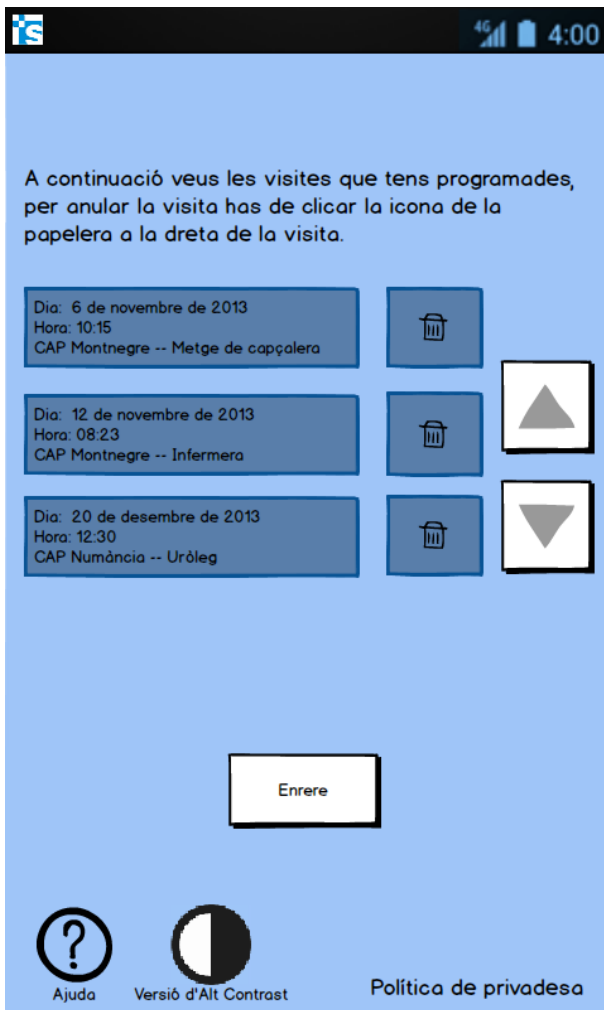 is
4G 4:00
A continuació veus les visites que tens programades,
per anular la visita has de clicar la icona de la
papelera a la dreta de la visita.
Dia: 6 de novembre de 2013
Hora: 10:15
CAP Montnegre -- Metge de capçalera
Dia: 12 de novembre de 2013
Hora: 08:23
CAP Montnegre -- Infermera
Dia: 20 de desembre de 2013
Hora: 12:30
CAP Numància -- Uròleg
Enrere
?
Ajuda
Versió d'Alt Contrast
Política de privadesa